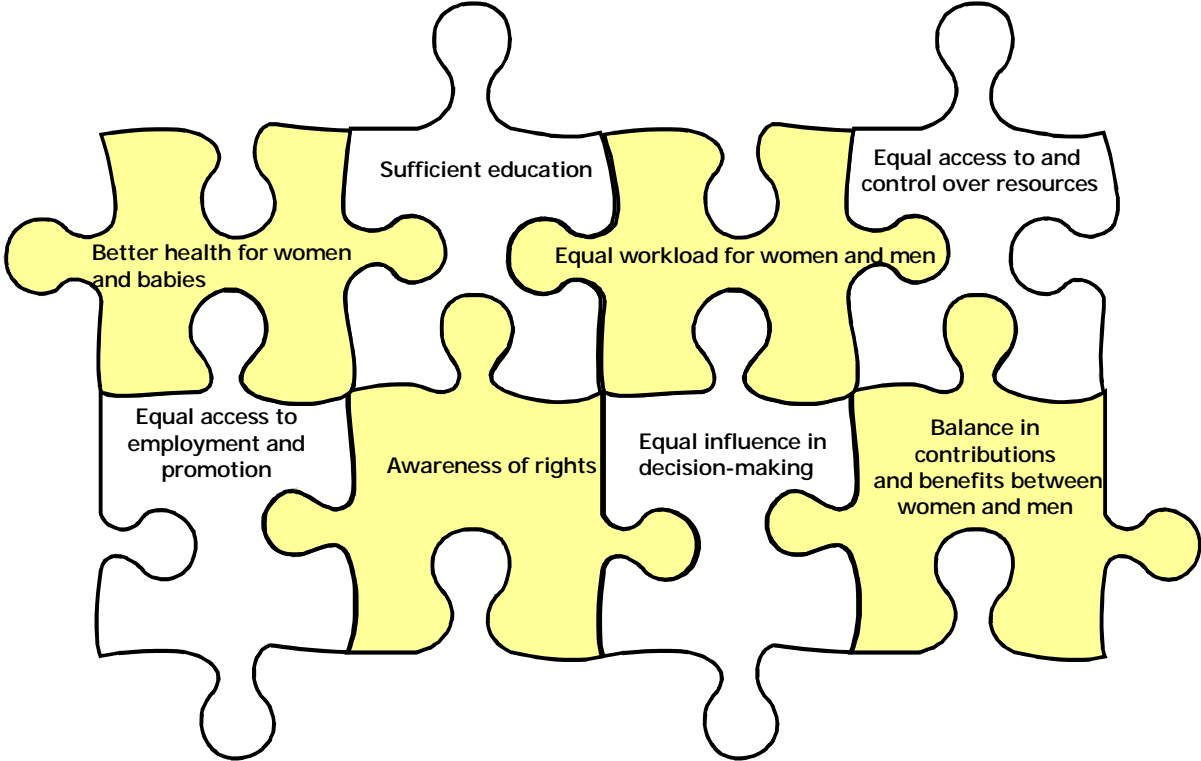 Better health for women
and babies
Sufficient education
Equal workload for women and men
Equal access to and
control over resources
Equal access to
employment and
promotion
Awareness of rights
Equal influence in
decision-making
Balance in
contributions
and benefits between
women and men